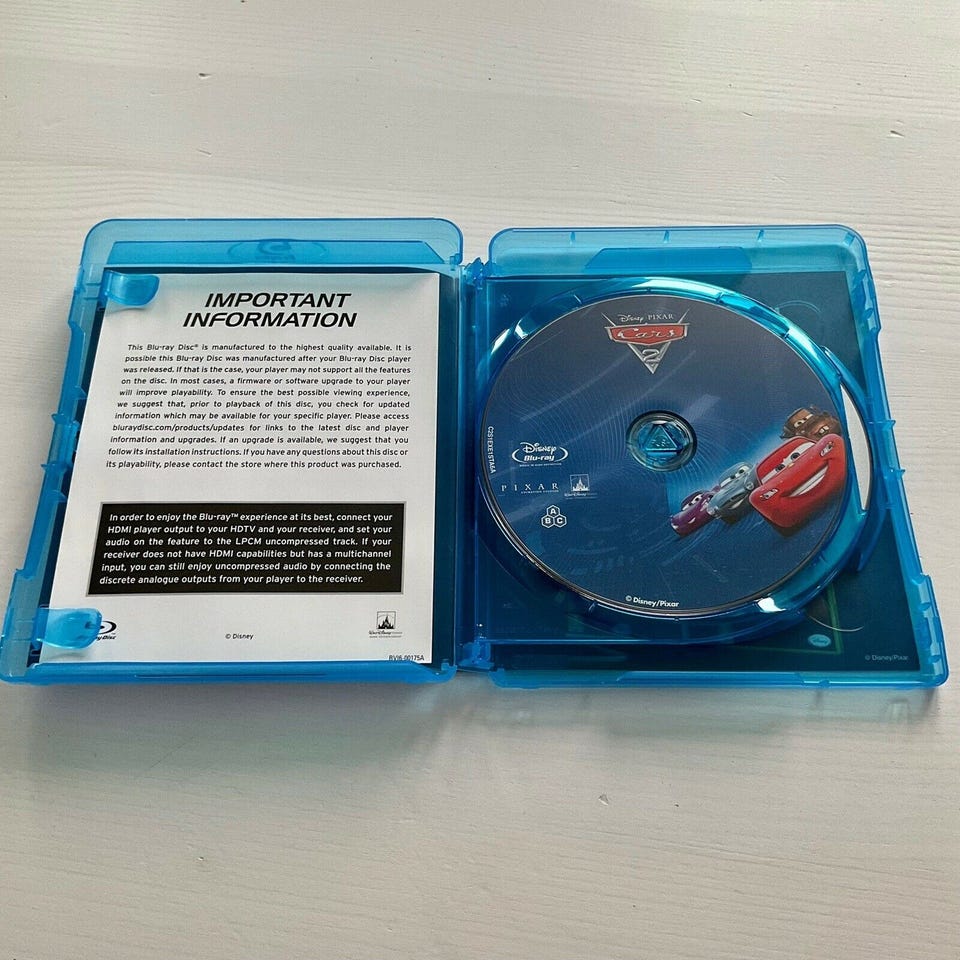 IMPORTANT
INFORMATION
This Blu-ray Disc® is manufactured to the highest quality available. It is
possible this Blu-ray Disc was manufactured after your Blu-ray Disc player
was released. If that is the case, your player may not support all the features
on the disc. In most cases, a firmware or software upgrade to your player
will improve playability. To ensure the best possible viewing experience,
we suggest that, prior to playback of this disc, you check for updated
information which may be available for your specific player. Please access
bluraydisc.com/products/updates for links to the latest disc and player
information and upgrades. If an upgrade is available, we suggest that you
follow its installation instructions. If you have any questions about this disc or
its playability, please contact the store where this product was purchased.
In order to enjoy the Blu-ray™ experience at its best, connect your
HDMI player output to your HDTV and your receiver, and set your
audio on the feature to the LPCM uncompressed track. If your
receiver does not have HDMI capabilities but has a multichannel
input, you can still enjoy uncompressed audio by connecting the
discrete analogue outputs from your player to the receiver.
© Disney
Walt Disney
BVI6-00175A
Disney PIXAR
Cars
2
Disney
Blu-ray
PIXAR
ANIMATION STUDIOS
Walt Disney
A
B C
© Disney/Pixar
© Disney/Pixar